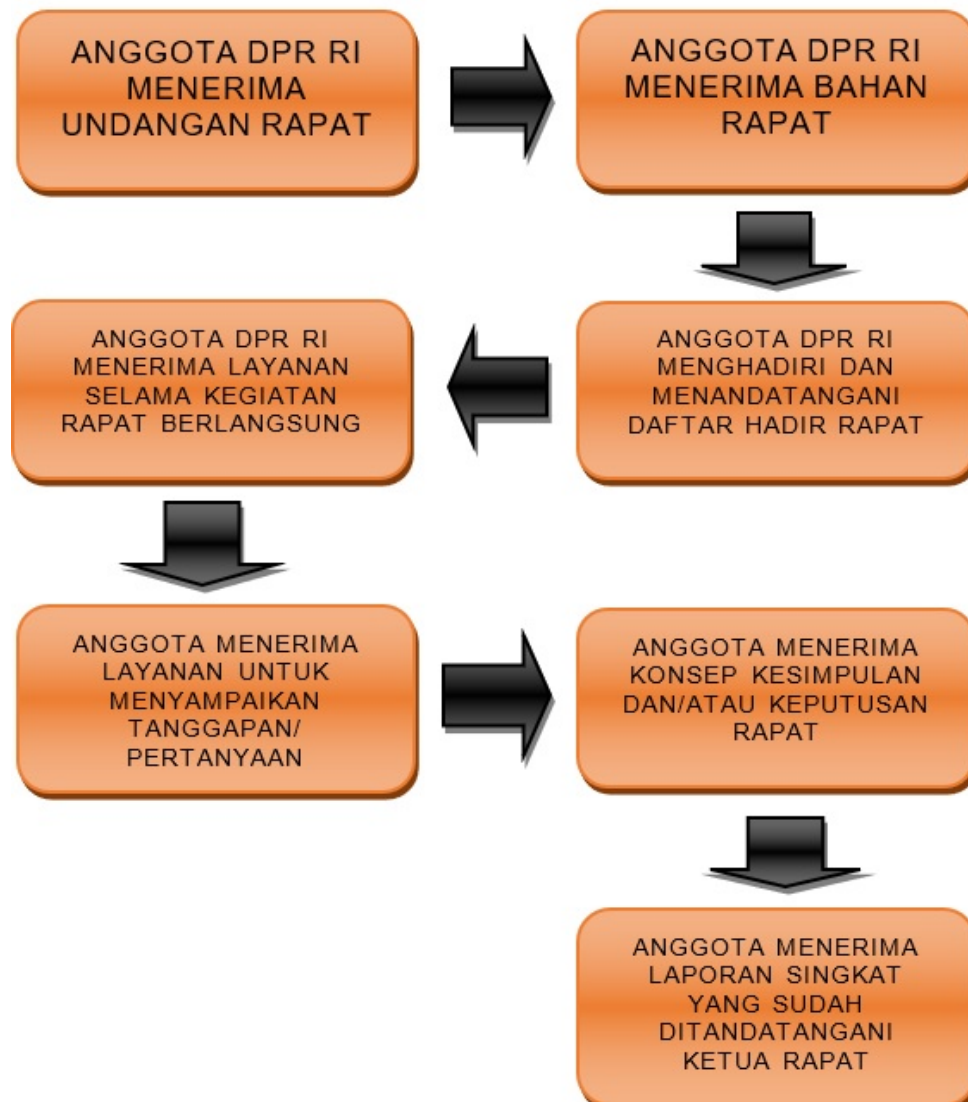 ANGGOTA DPR RI
MENERIMA
UNDANGAN RAPAT
ANGGOTA DPR RI
MENERIMA BAHAN
RAPAT
ANGGOTA DPR RI
MENGHADIRI DAN
MENANDATANGANI
DAFTAR HADIR RAPAT
ANGGOTA DPR RI
MENERIMA LAYANAN
SELAMA KEGIATAN
RAPAT BERLANGSUNG
ANGGOTA MENERIMA
LAYANAN UNTUK
MENYAMPAIKAN
TANGGAPAN/
PERTANYAAN
ANGGOTA MENERIMA
KONSEP KESIMPULAN
DAN/ATAU KEPUTUSAN
RAPAT
ANGGOTA MENERIMA
LAPORAN SINGKAT
YANG SUDAH
DITANDATANGANI
KETUA RAPAT